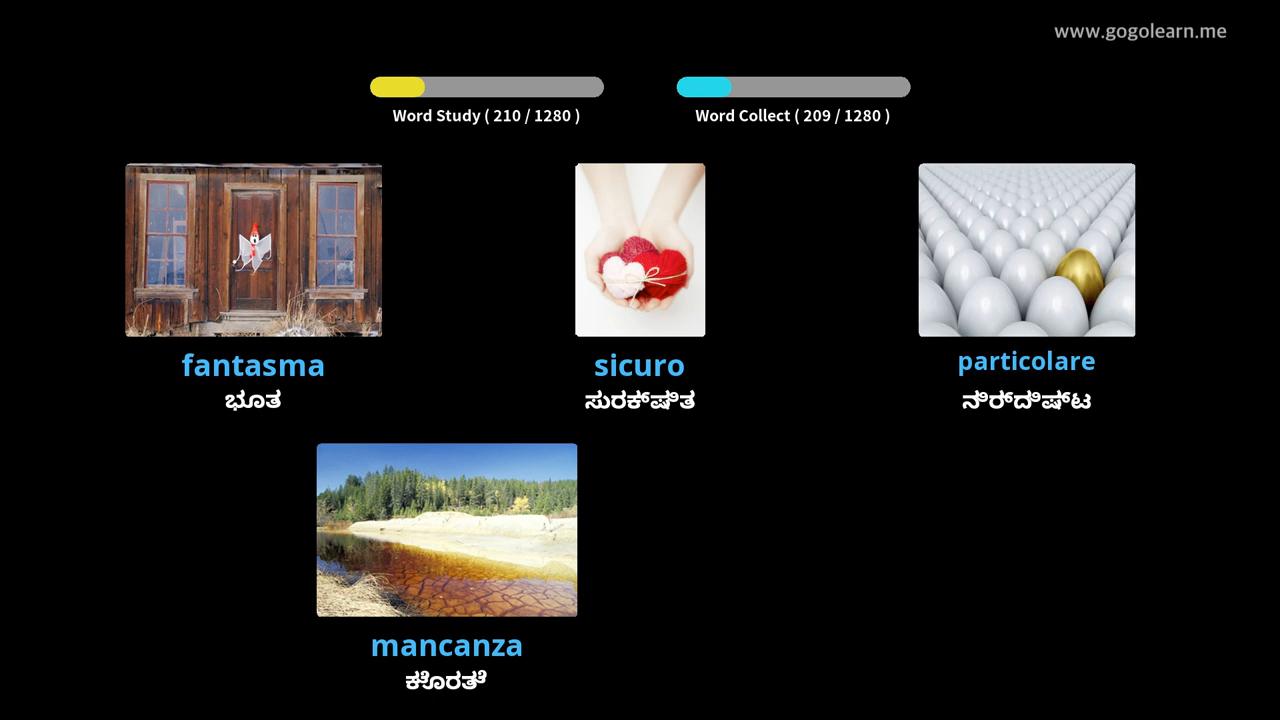 www.gogolearn.me
Word Study ( 210 / 1280 )
Word Collect ( 209 / 1280 )
fantasma
ಭೂತ
sicuro
ಸುರಕ್ಷಿತ
particolare
ನಿರ್ದಿಷ್ಟ
mancanza
ಕೊರತೆ